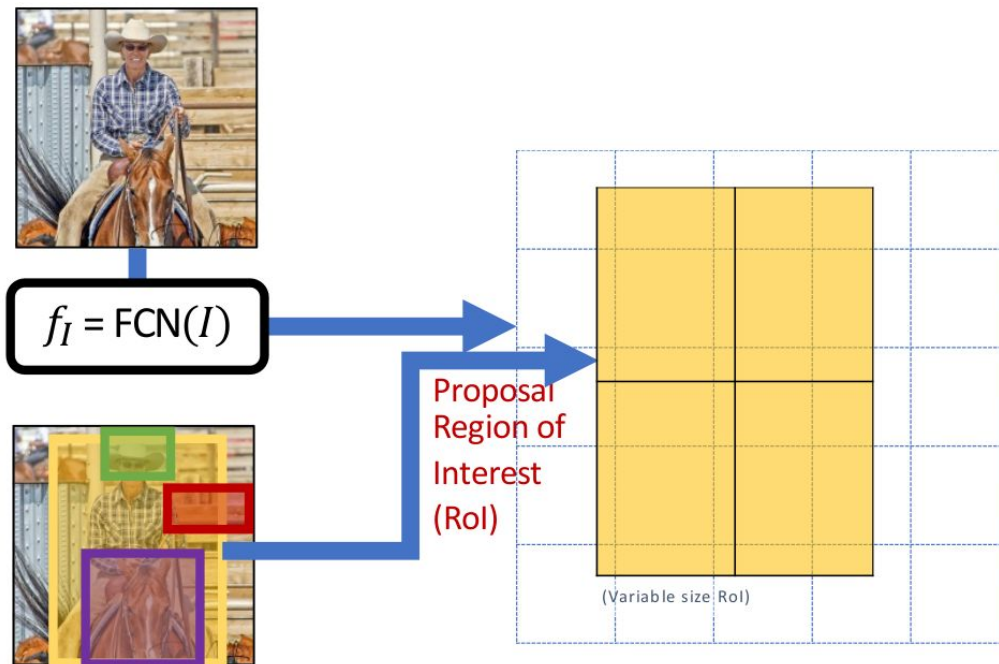 f_I = FCN(I)
Proposal
Region of
Interest
(RoI)
(Variable size RoI)